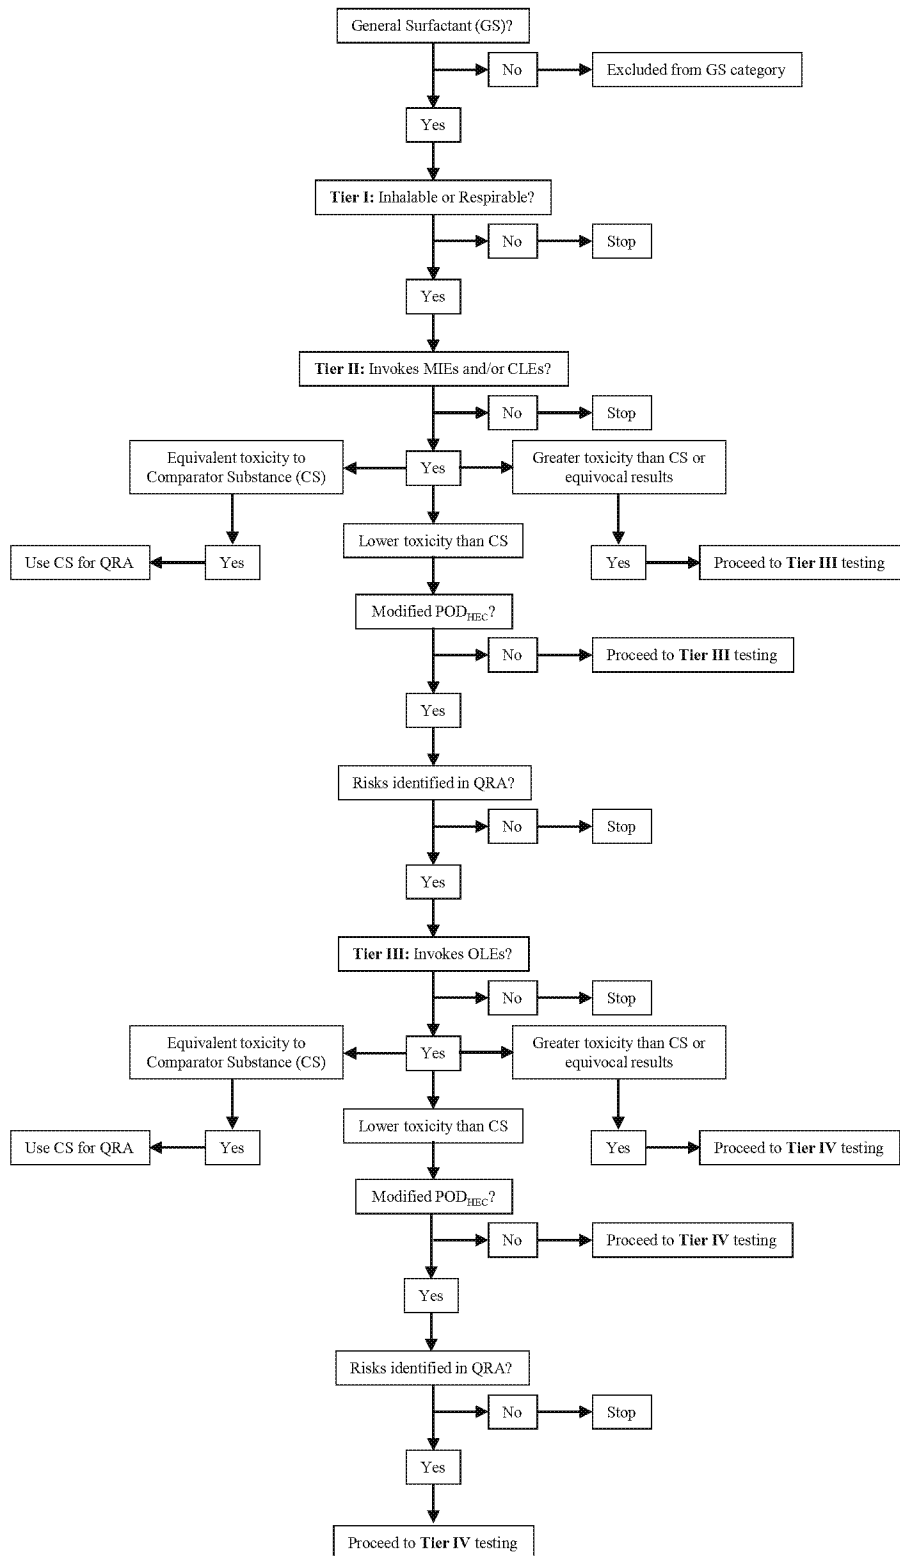 General Surfactant (GS)?
No
Excluded from GS category
Yes
Tier I: Inhalable or Respirable?
No
Stop
Yes
Tier II: Invokes MIEs and/or CLEs?
No
Stop
Equivalent toxicity to
Comparator Substance (CS)
Yes
Greater toxicity than CS or
equivocal results
Lower toxicity than CS
Use CS for QRA
Yes
Yes
Proceed to Tier III testing
Modified PODHEC?
No
Proceed to Tier III testing
Yes
Risks identified in QRA?
No
Stop
Yes
Tier III: Invokes OLEs?
No
Stop
Equivalent toxicity to
Comparator Substance (CS)
Yes
Greater toxicity than CS or
equivocal results
Lower toxicity than CS
Use CS for QRA
Yes
Yes
Proceed to Tier IV testing
Modified PODHEC?
No
Proceed to Tier IV testing
Yes
Risks identified in QRA?
No
Stop
Yes
Proceed to Tier IV testing